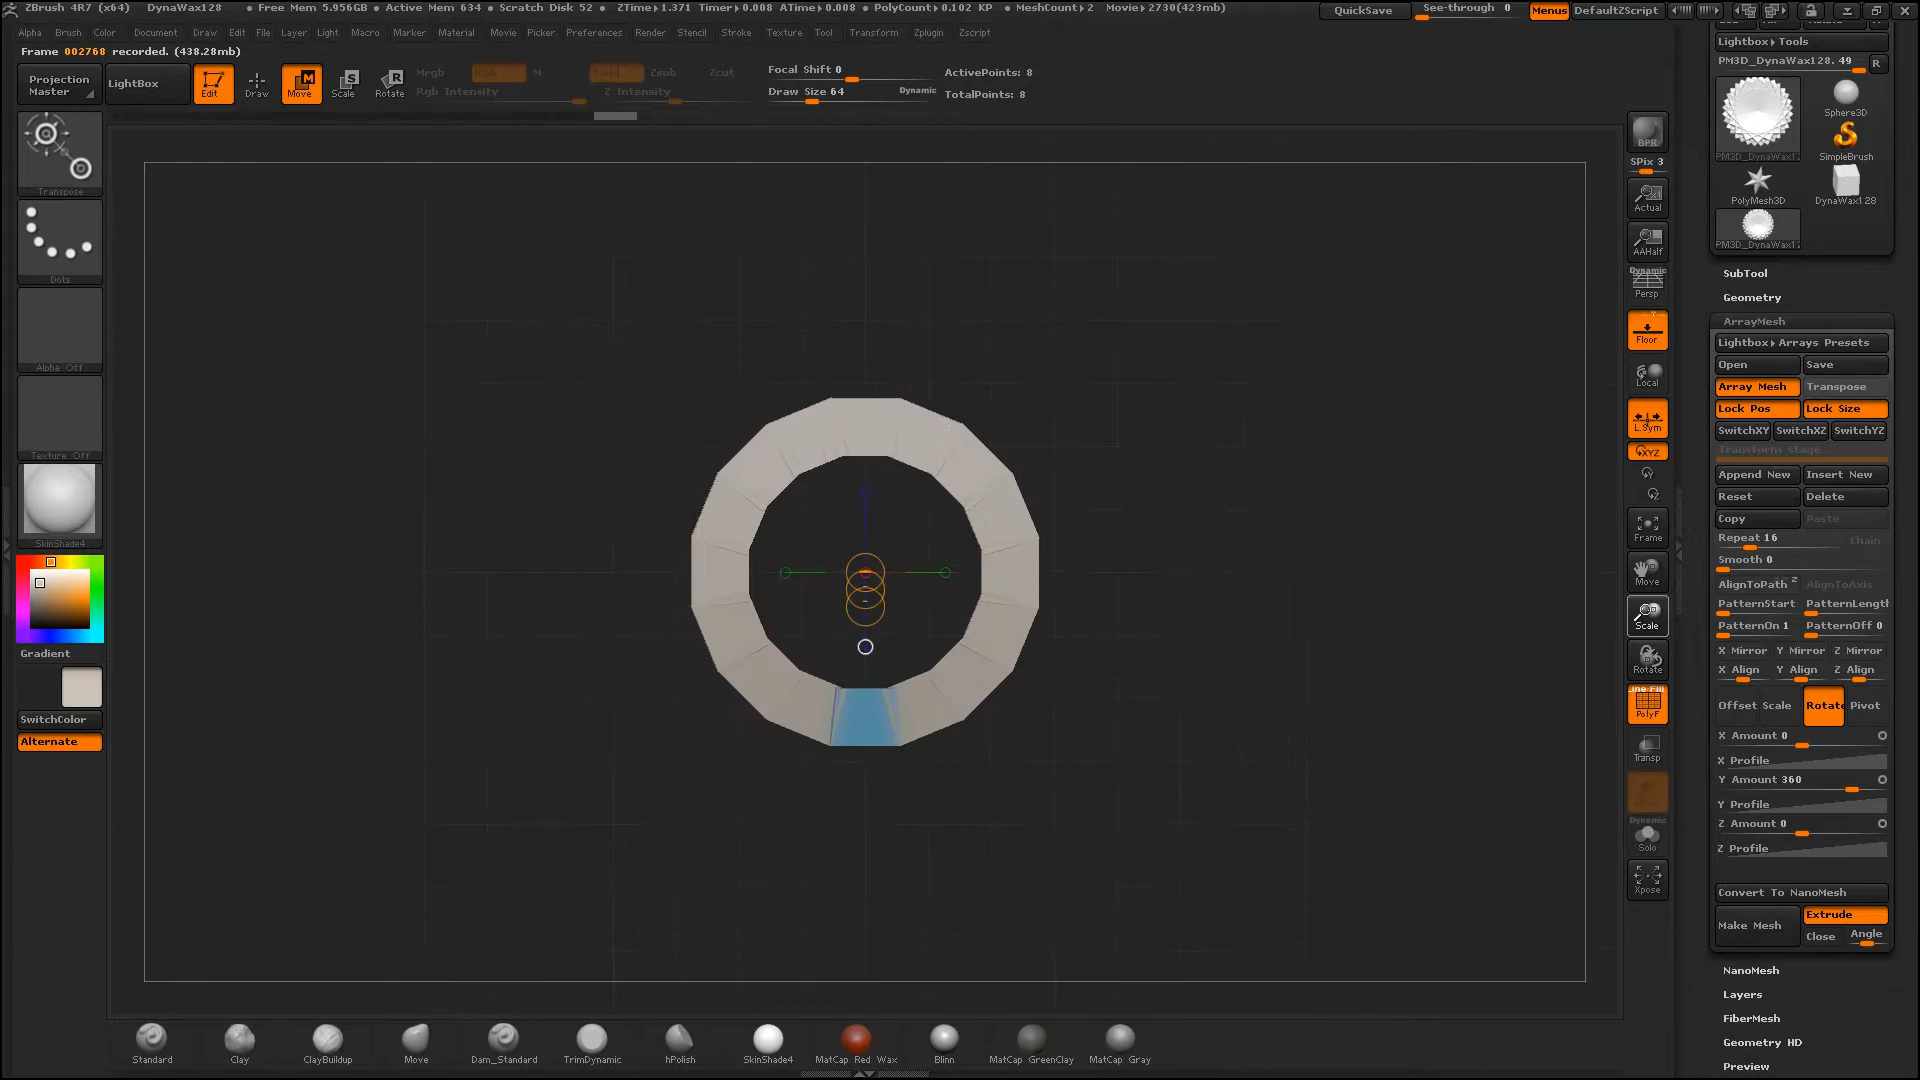 ZBrush 4R7 (x64) DynaWax128 • Free Mem 5.956GB • Active Mem 634 • Scratch Disk 52 • ZTime▸1.371 Timer▸0.008 ATime▸0.008 • PolyCount▸0.102 KP • MeshCount▸2 Movie▸2730(423mb) QuickSave See-through 0 Menus DefaultZScript
Alpha Brush Color Document Draw Edit File Layer Light Macro Marker Material Movie Picker Preferences Render Stencil Stroke Texture Tool Transform Zplugin Zscript
Frame 002768 recorded. (438.28mb)
Projection Master
LightBox
Edit
Draw
Move
Scale
Rotate
Mrgb Rgb M
Rgb Intensity
Zadd Zsub Zcut
Z Intensity
Focal Shift 0
Draw Size 64 Dynamic
ActivePoints: 8
TotalPoints: 8
Transpose
Dots
Alpha Off
Texture Off
SkinShade4
Gradient
SwitchColor
Alternate
BPR
SPix 3
Actual
AAHalf
Dynamic
Persp
Floor
Local
L.Sym
XYZ
Frame
Move
Scale
Rotate
Line Fill
PolyF
Transp
Dynamic
Solo
Xpose
Lightbox▸Tools
PM3D_DynaWax128. 49 R
PM3D_DynaWax12
Sphere3D
SimpleBrush
PolyMesh3D
DynaWax128
PM3D_DynaWax12
SubTool
Geometry
ArrayMesh
Lightbox▸Arrays Presets
Open Save
Array Mesh Transpose
Lock Pos Lock Size
SwitchXY SwitchXZ SwitchYZ
Transform Stage
Append New Insert New
Reset Delete
Copy Paste
Repeat 16 Chain
Smooth 0
AlignToPath AlignToAxis
PatternStart PatternLength
PatternOn 1 PatternOff 0
X Mirror Y Mirror Z Mirror
X Align Y Align Z Align
Offset Scale Rotate Pivot
X Amount 0
X Profile
Y Amount 360
Y Profile
Z Amount 0
Z Profile
Convert To NanoMesh
Make Mesh Extrude
Close Angle
NanoMesh
Layers
FiberMesh
Geometry HD
Preview
Standard Clay ClayBuildup Move Dam_Standard TrimDynamic hPolish SkinShade4 MatCap Red Wax Blinn MatCap GreenClay MatCap Gray